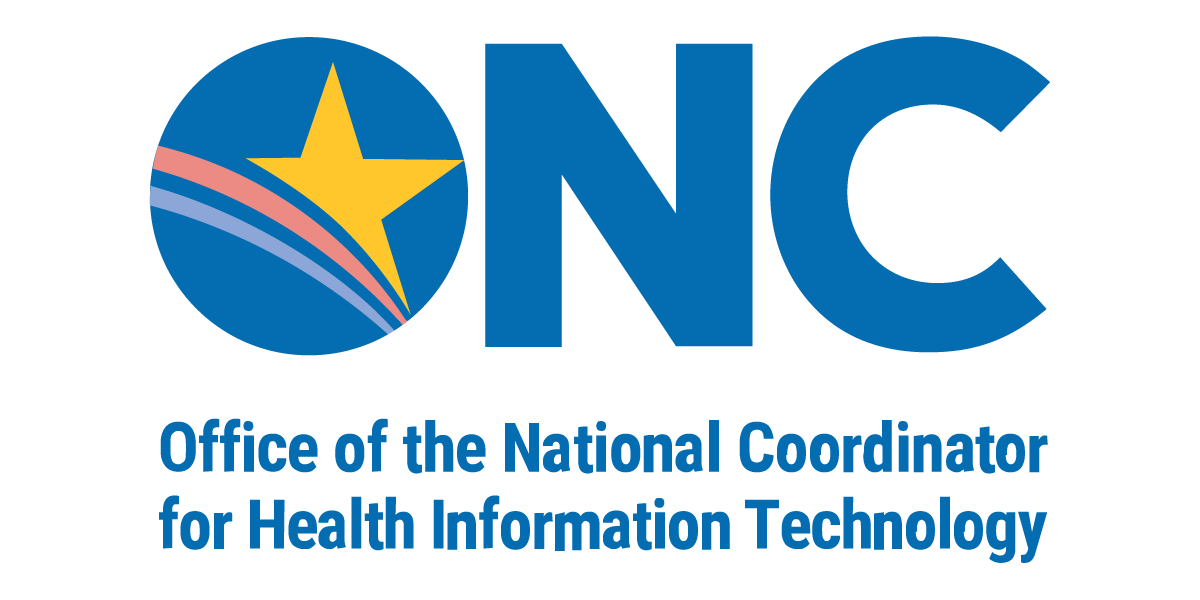 ONC
Office of the National Coordinator
for Health Information Technology